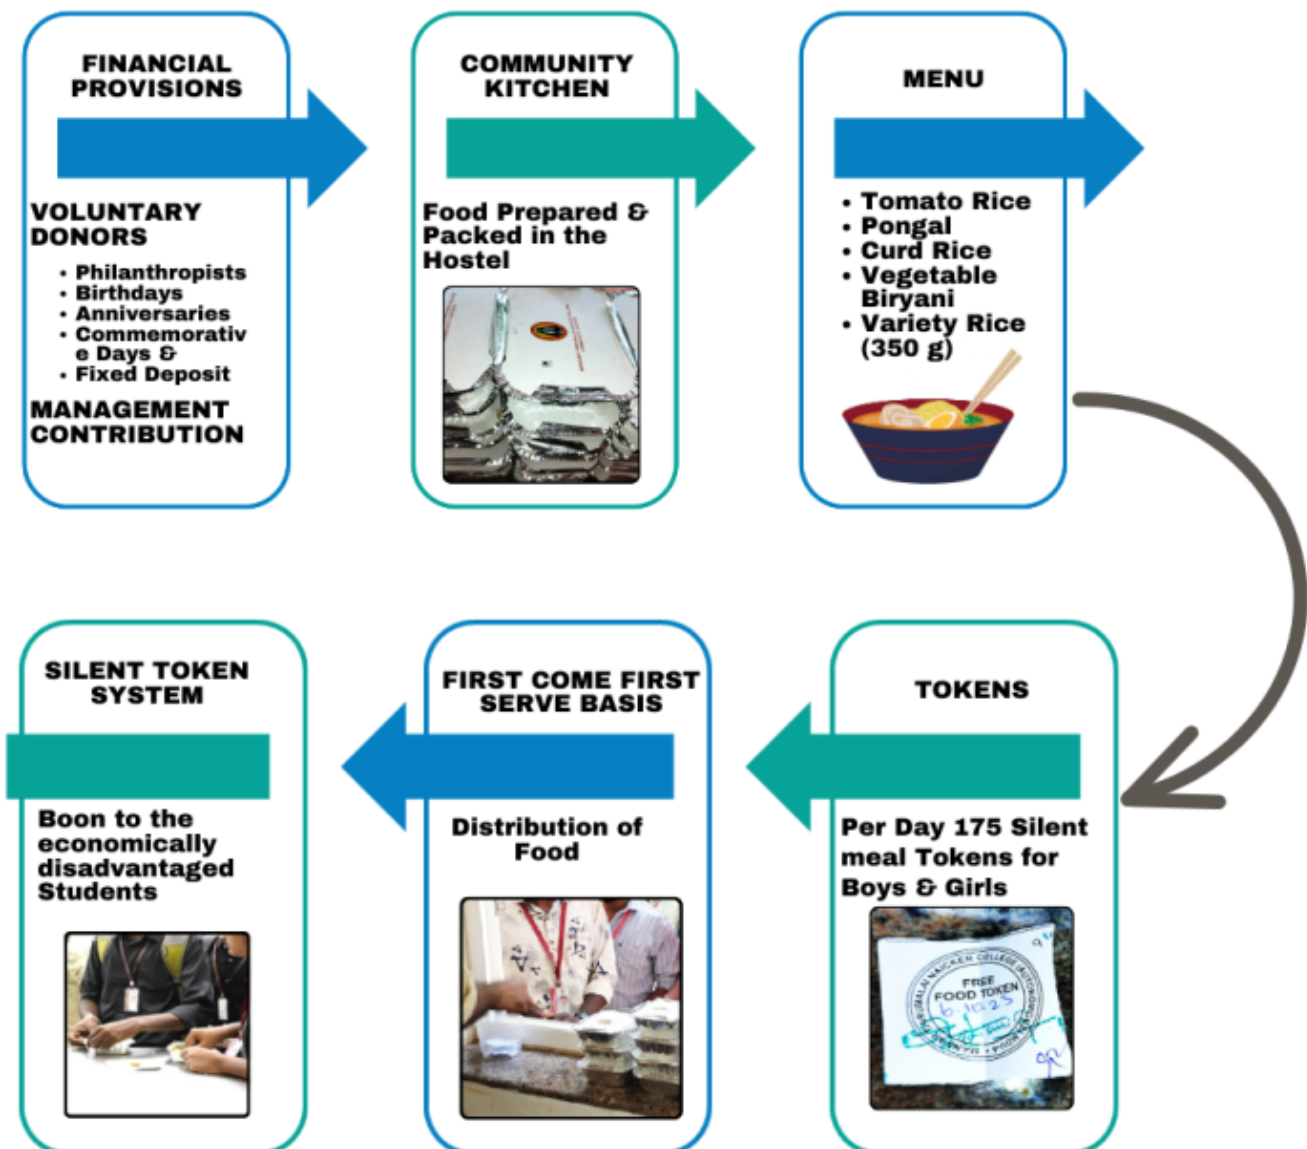 FINANCIAL
PROVISIONS
VOLUNTARY
DONORS
• Philanthropists
• Birthdays
• Anniversaries
• Commemorativ
e Days &
• Fixed Deposit
MANAGEMENT
CONTRIBUTION
COMMUNITY
KITCHEN
Food Prepared &
Packed in the
Hostel
MENU
• Tomato Rice
• Pongal
• Curd Rice
• Vegetable
Biryani
• Variety Rice
(350 g)
TOKENS
Per Day 175 Silent
meal Tokens for
Boys & Girls
FREE
FOOD TOKEN
6-10-23
FIRST COME FIRST
SERVE BASIS
Distribution of
Food
SILENT TOKEN
SYSTEM
Boon to the
economically
disadvantaged
Students